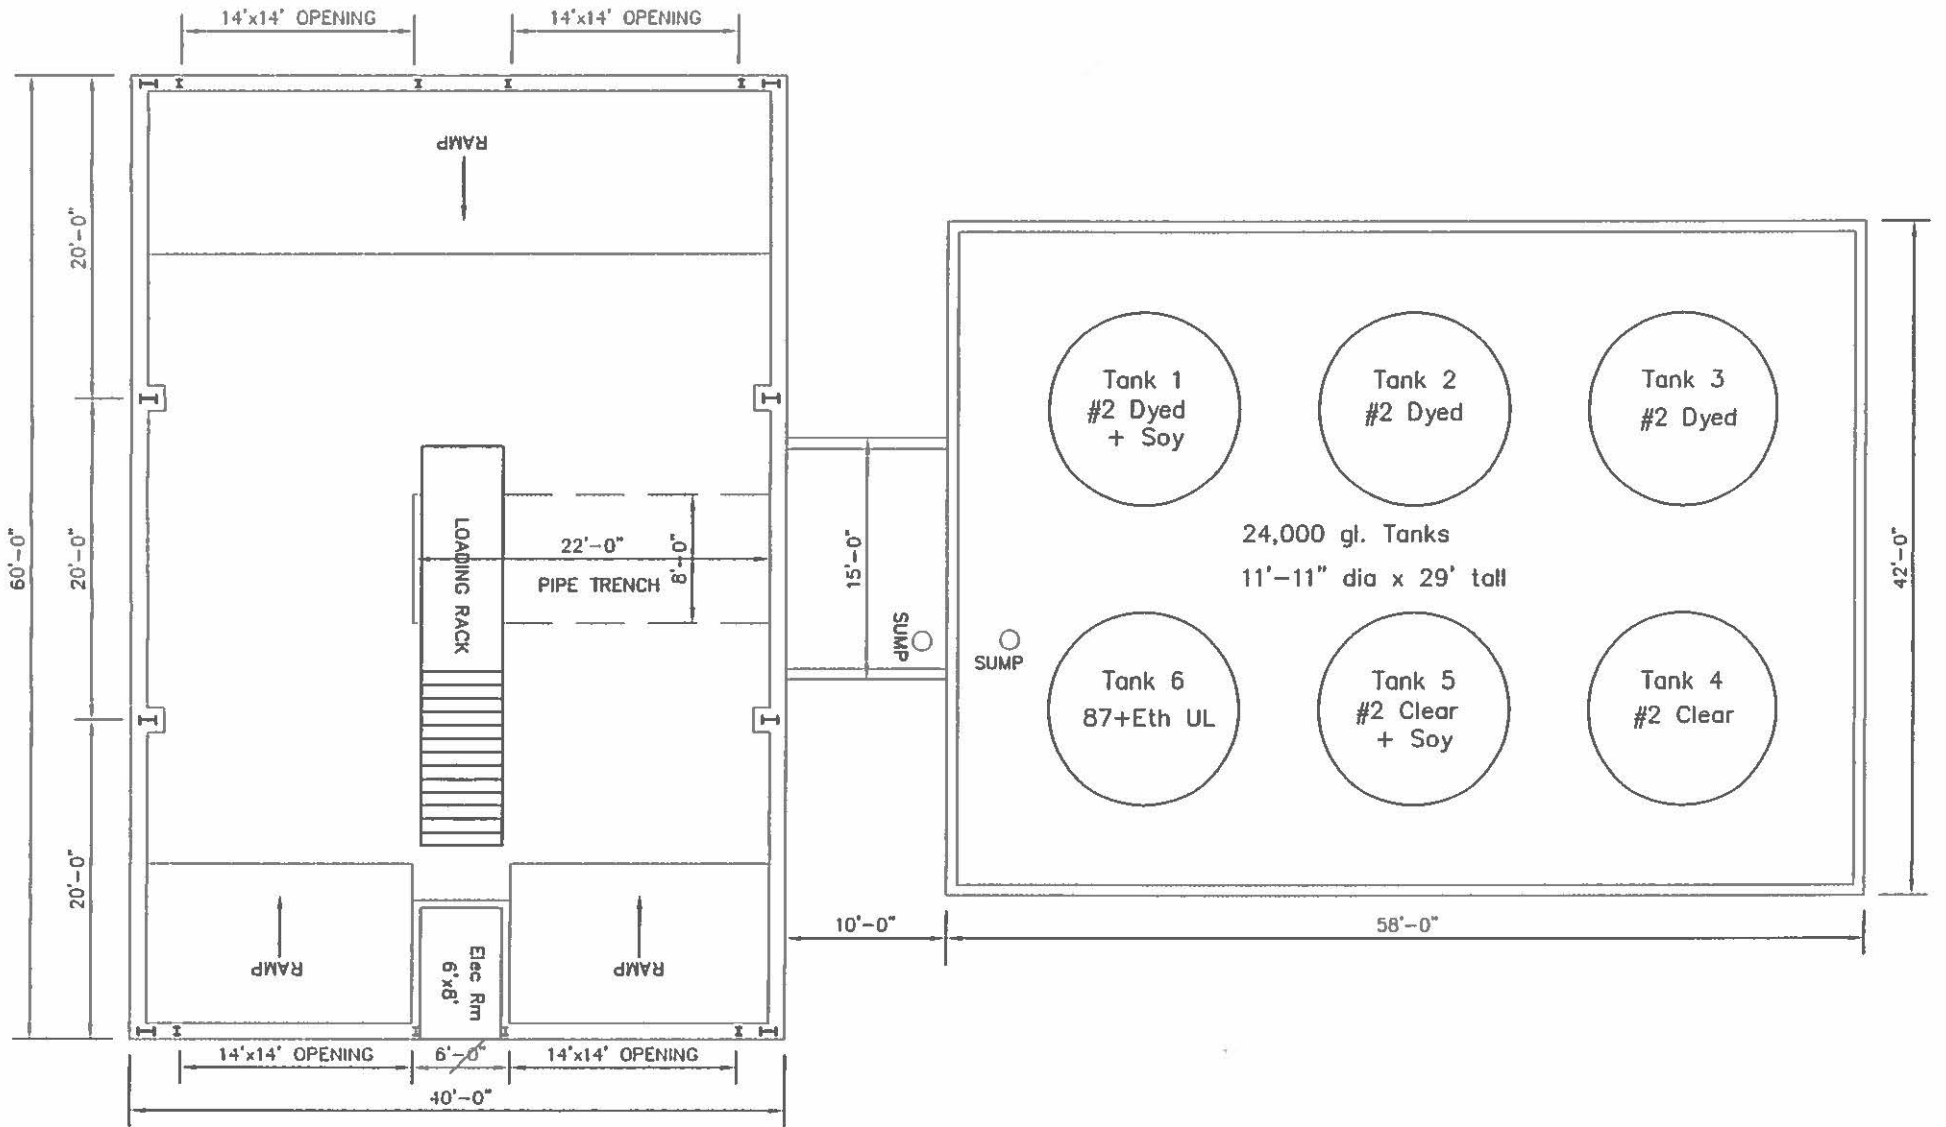 14'x14' OPENING
14'x14' OPENING
RAMP
20'-0"
60'-0"
20'-0"
20'-0"
LOADING RACK
22'-0"
PIPE TRENCH
8'-0"
15'-0"
SUMP
SUMP
Tank 1
#2 Dyed
+ Soy
Tank 2
#2 Dyed
Tank 3
#2 Dyed
24,000 gl. Tanks
11'-11" dia x 29' tall
42'-0"
Tank 6
87+Eth UL
Tank 5
#2 Clear
+ Soy
Tank 4
#2 Clear
RAMP
Elec Rm
6'x8'
RAMP
10'-0"
58'-0"
14'x14' OPENING
6'-0"
14'x14' OPENING
40'-0"